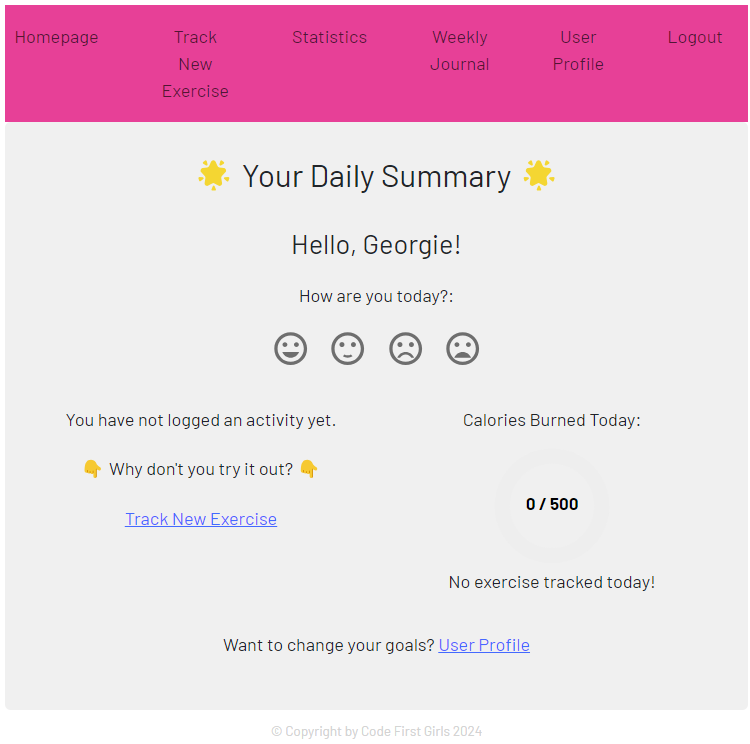 Homepage
Track
New
Exercise
Statistics
Weekly
Journal
User
Profile
Logout
🌟 Your Daily Summary 🌟
Hello, Georgie!
How are you today?:
You have not logged an activity yet.
👇 Why don't you try it out? 👇
Track New Exercise
Calories Burned Today:
0 / 500
No exercise tracked today!
Want to change your goals? User Profile
© Copyright by Code First Girls 2024